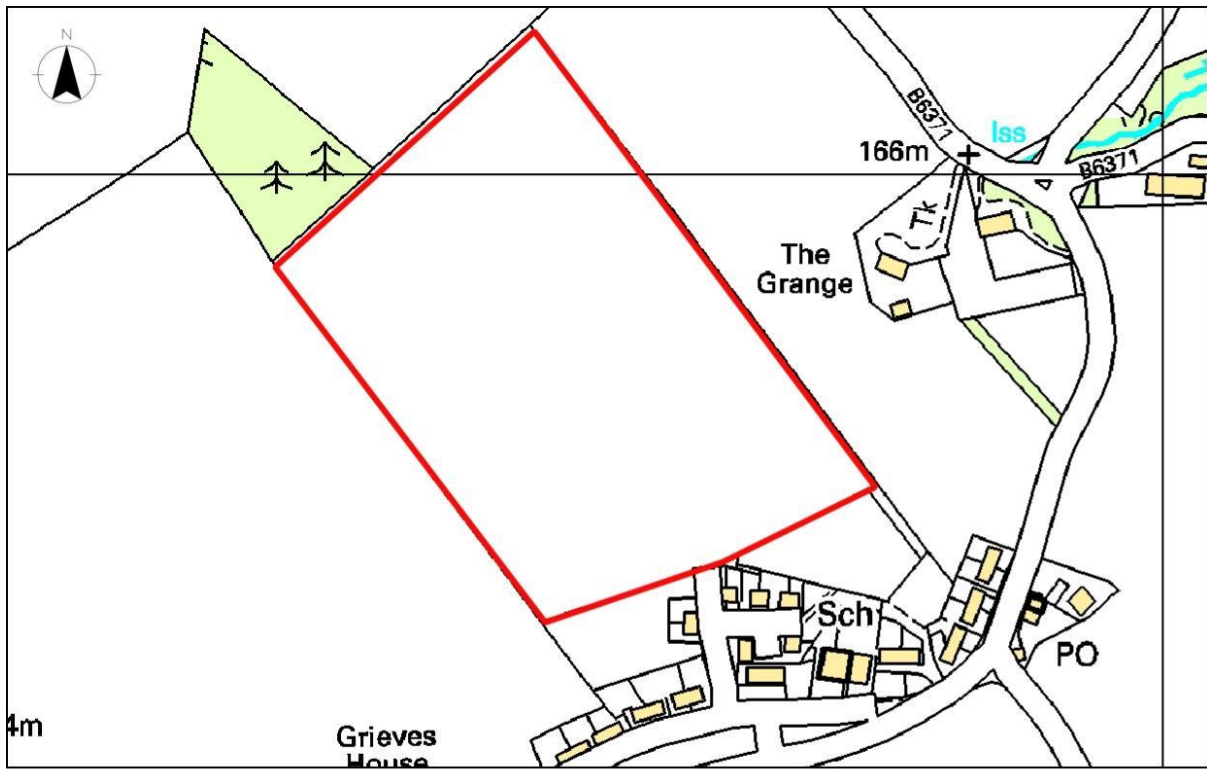 N
B6371
Iss
166m
B6371
Tk
The
Grange
Sch
PO
4m
Grieves
House